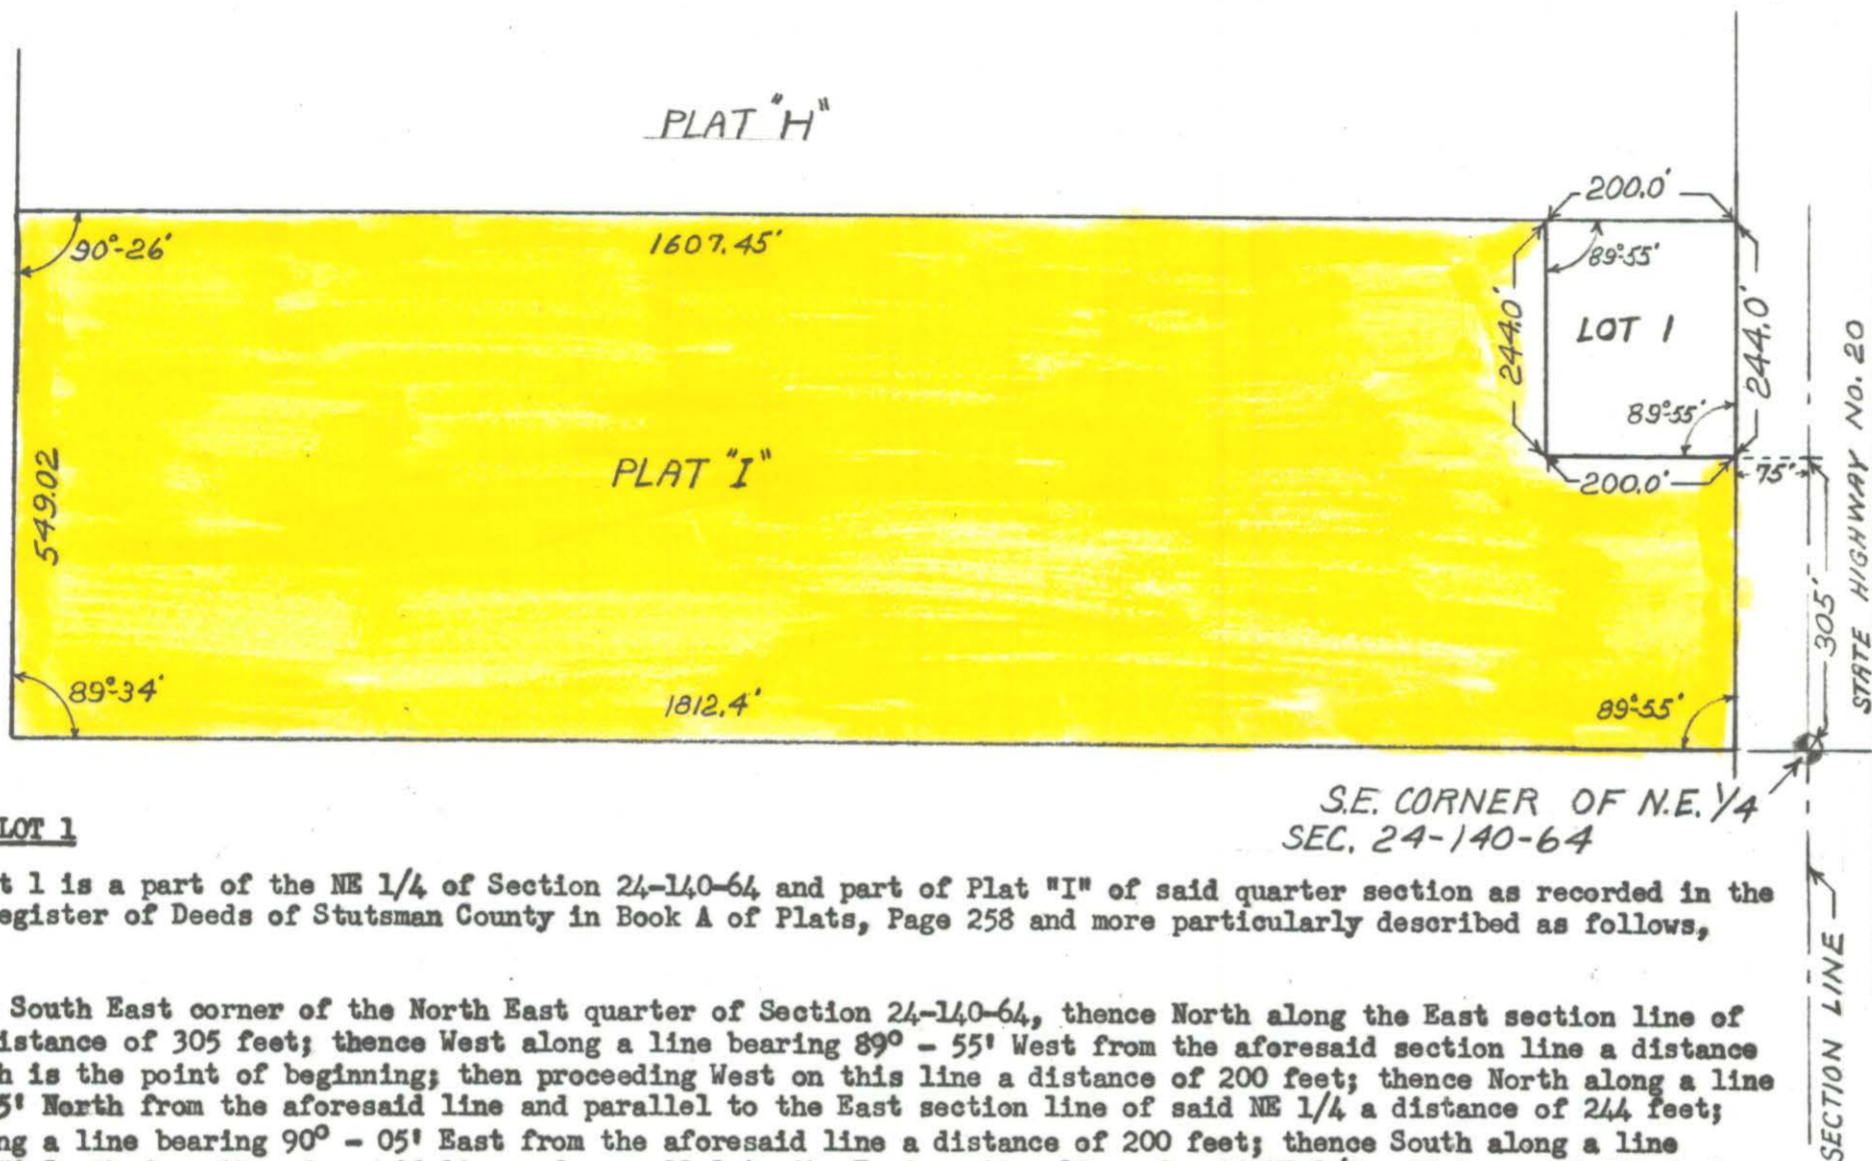 PLAT "H"
200.0'
90°-26'
1607.45'
89°-55'
244.0'
LOT 1
244.0'
89°-55'
200.0'
75'
PLAT "I"
549.02
305'
STATE HIGHWAY No. 20
89°-34'
1812.4'
89°-55'
S.E. CORNER OF N.E. 1/4
SEC. 24-140-64
SECTION LINE
LOT 1
t 1 is a part of the NE 1/4 of Section 24-140-64 and part of Plat "I" of said quarter section as recorded in the
egister of Deeds of Stutsman County in Book A of Plats, Page 258 and more particularly described as follows,
South East corner of the North East quarter of Section 24-140-64, thence North along the East section line of
istance of 305 feet; thence West along a line bearing 89° - 55' West from the aforesaid section line a distance
h is the point of beginning; then proceeding West on this line a distance of 200 feet; thence North along a line
5' North from the aforesaid line and parallel to the East section line of said NE 1/4 a distance of 244 feet;
ng a line bearing 90° - 05' East from the aforesaid line a distance of 200 feet; thence South along a line